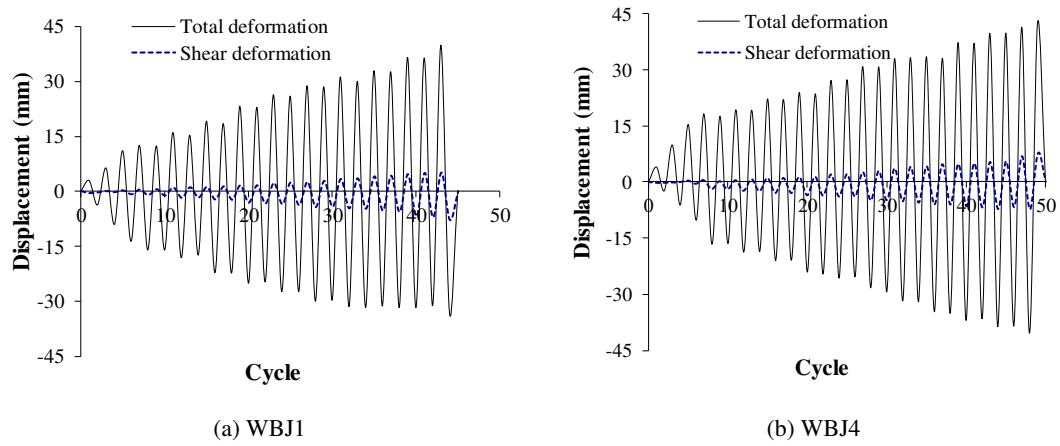 45
30
15
0
-15
-30
-45
Displacement (mm)
Total deformation
Shear deformation
0
10
20
30
40
50
Cycle
(a) WBJ1
45
30
15
0
-15
-30
-45
Displacement (mm)
Total deformation
Shear deformation
0
10
20
30
40
50
Cycle
(b) WBJ4